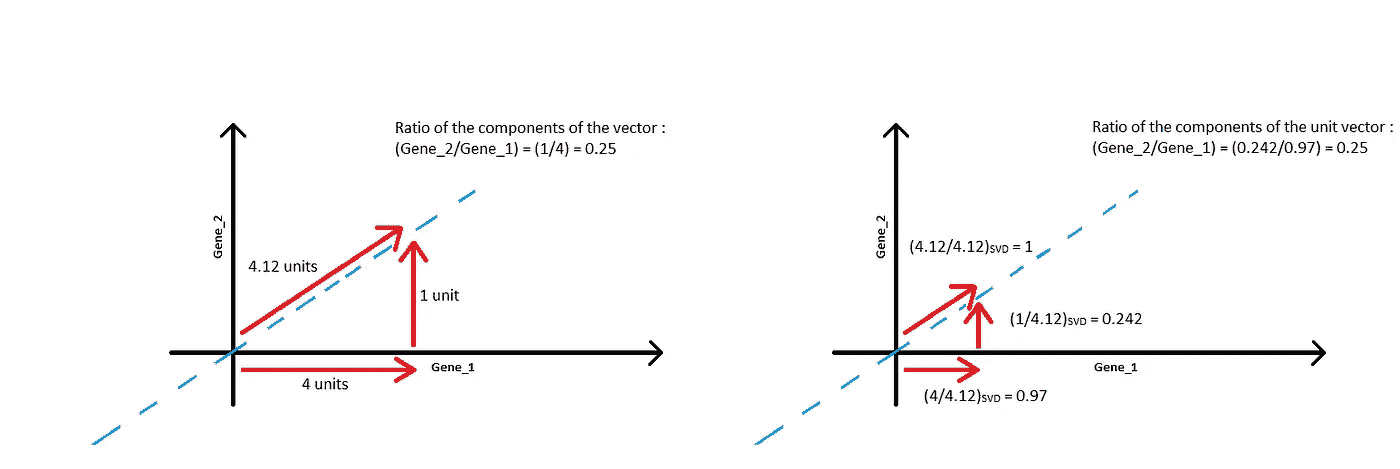 Ratio of the components of the vector :
(Gene_2/Gene_1) = (1/4) = 0.25
Gene_2
4.12 units
1 unit
Gene_1
4 units
Ratio of the components of the unit vector :
(Gene_2/Gene_1) = (0.242/0.97) = 0.25
Gene_2
(4.12/4.12)SVD = 1
(1/4.12)SVD = 0.242
Gene_1
(4/4.12)SVD = 0.97